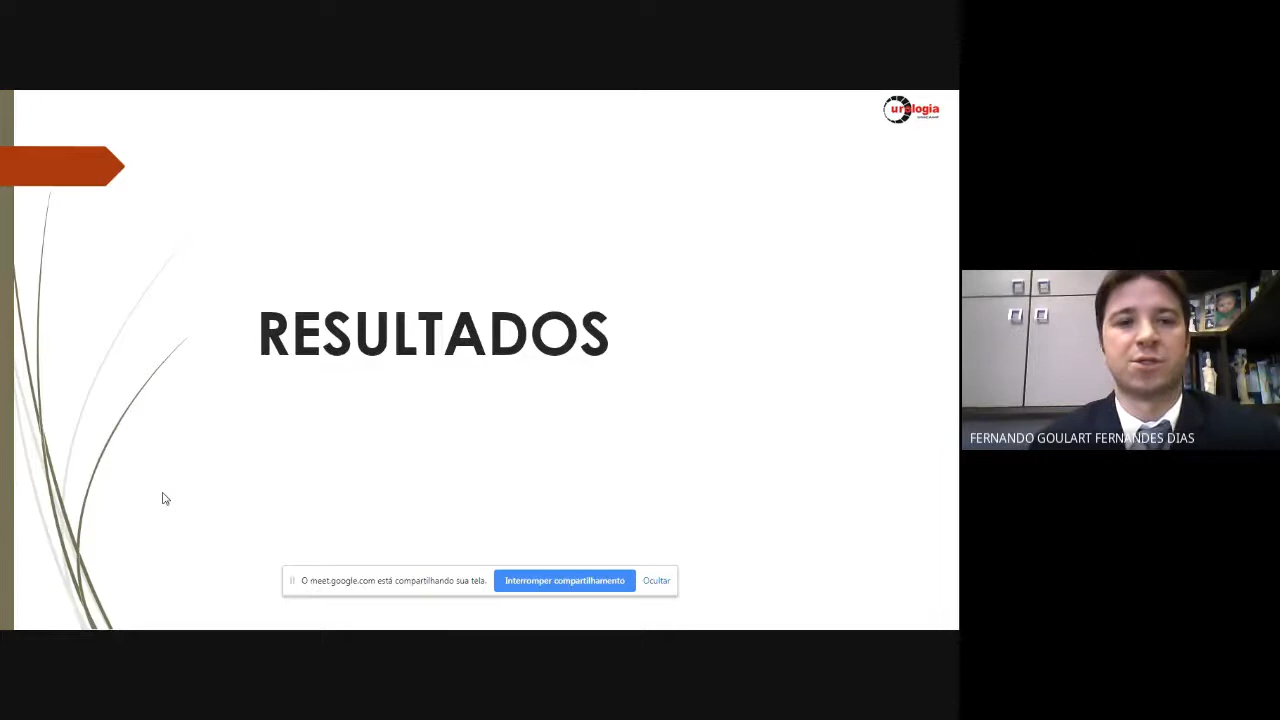 urologia
RESULTADOS
FERNANDO GOULART FERNANDES DIAS
O meet.google.com está compartilhando sua tela.
Interromper compartilhamento
Ocultar